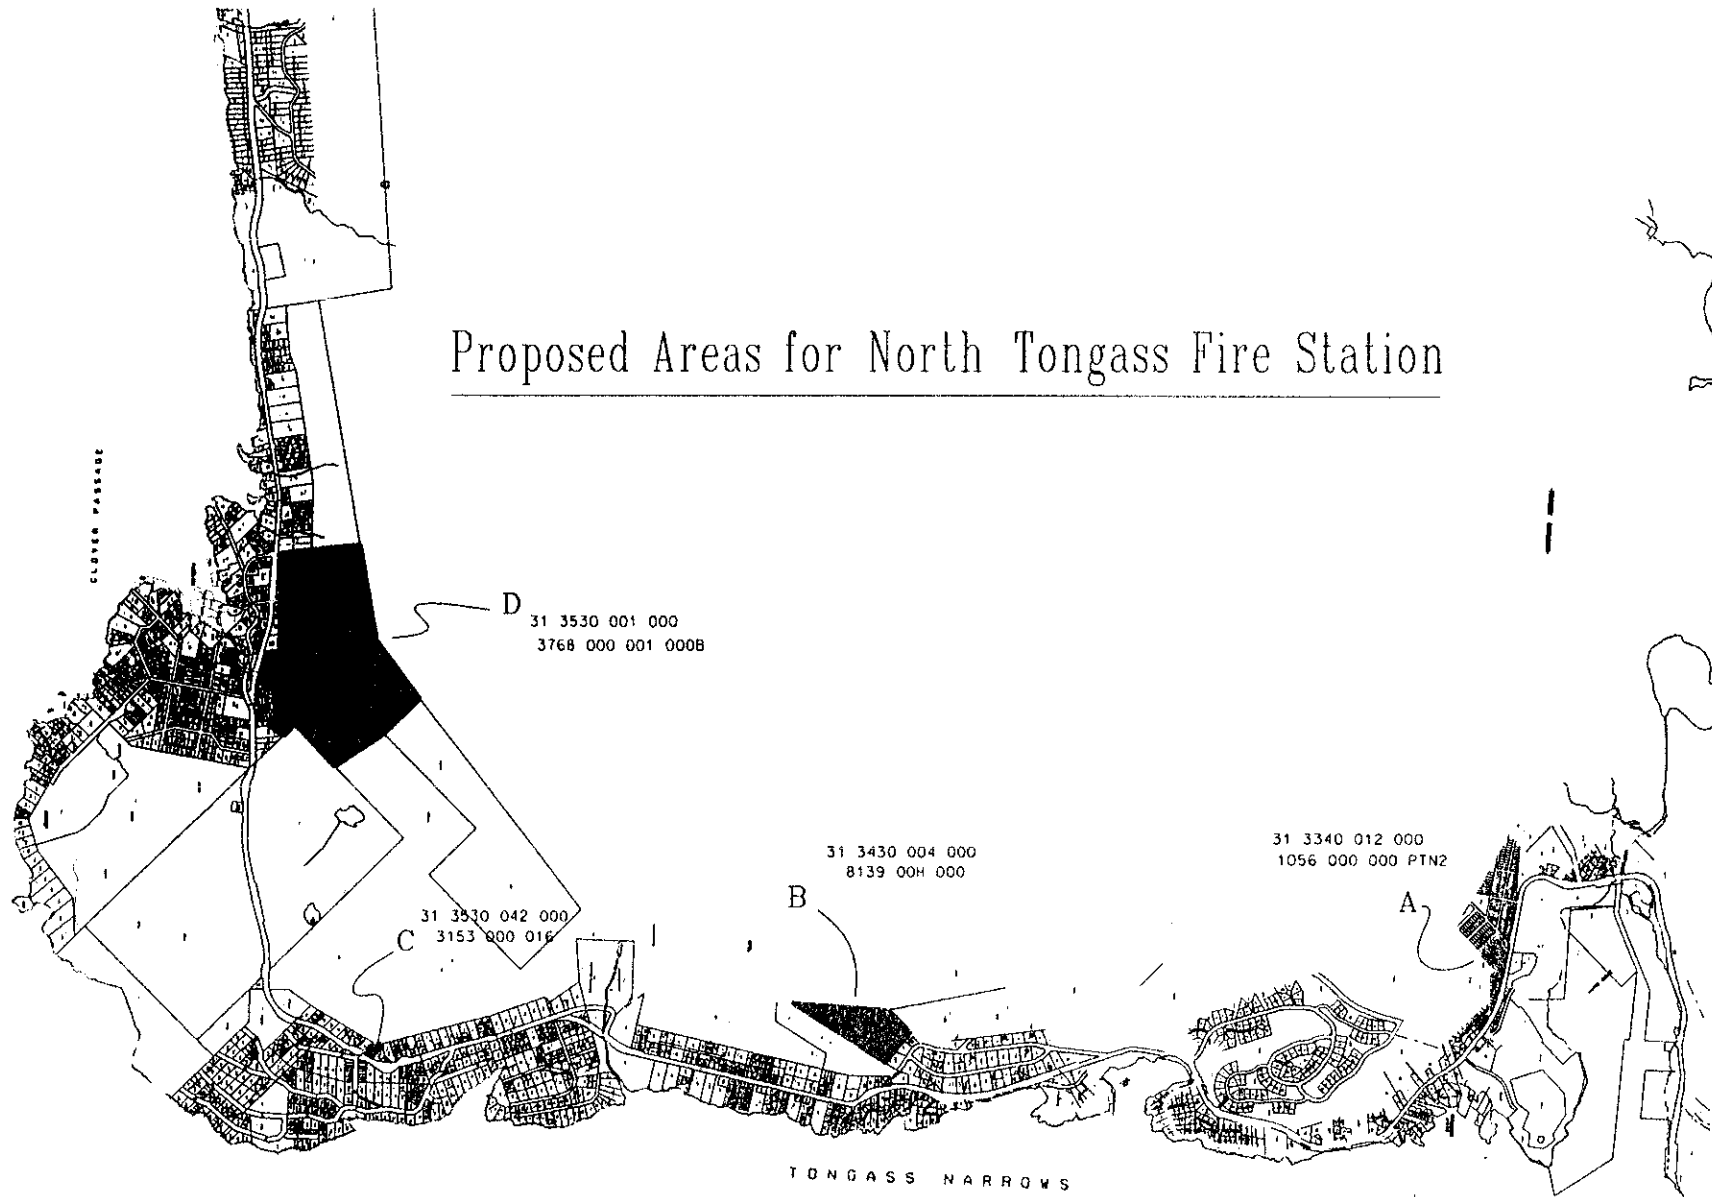 Proposed Areas for North Tongass Fire Station
CLOVER PASSAGE
D
31 3530 001 000
3768 000 001 000B
31 3430 004 000
8139 00H 000
B
31 3340 012 000
1056 000 000 PTN2
A
31 3530 042 000
3153 000 016
C
TONGASS NARROWS